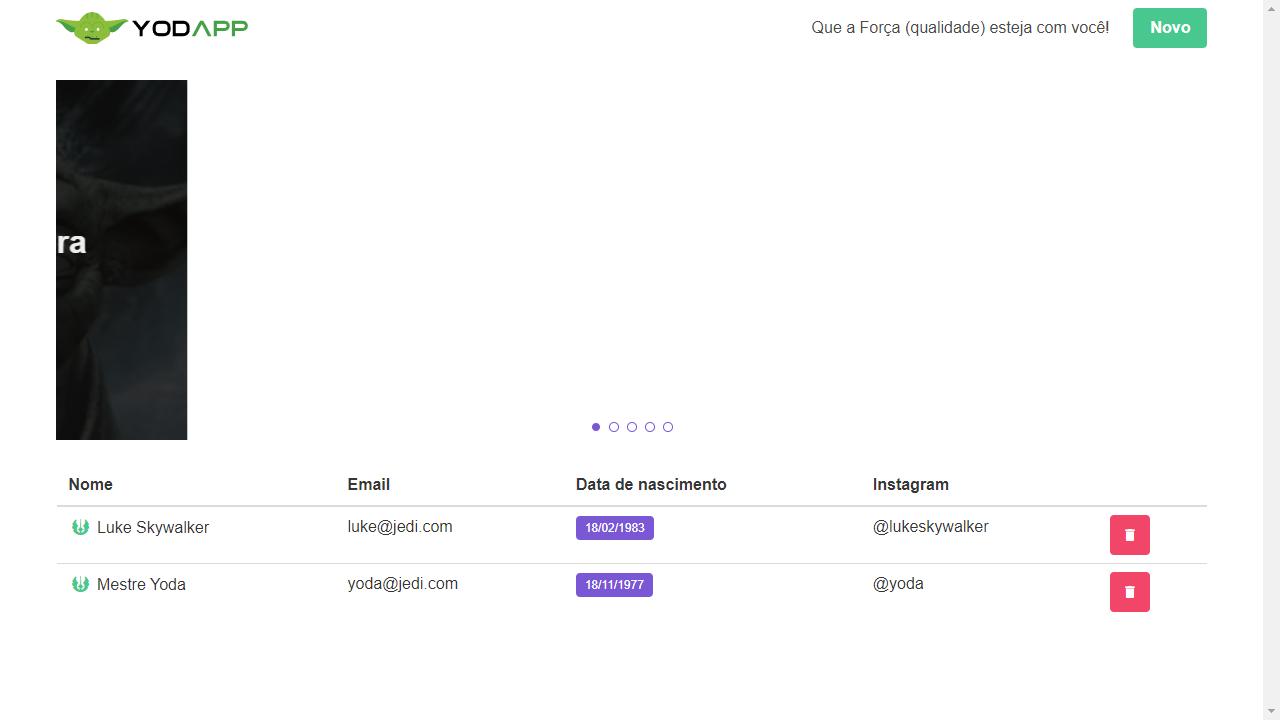 YODAPP
Que a Força (qualidade) esteja com você!
Novo
ra
Nome Email Data de nascimento Instagram
Luke Skywalker luke@jedi.com 18/02/1983 @lukeskywalker
Mestre Yoda yoda@jedi.com 18/11/1977 @yoda